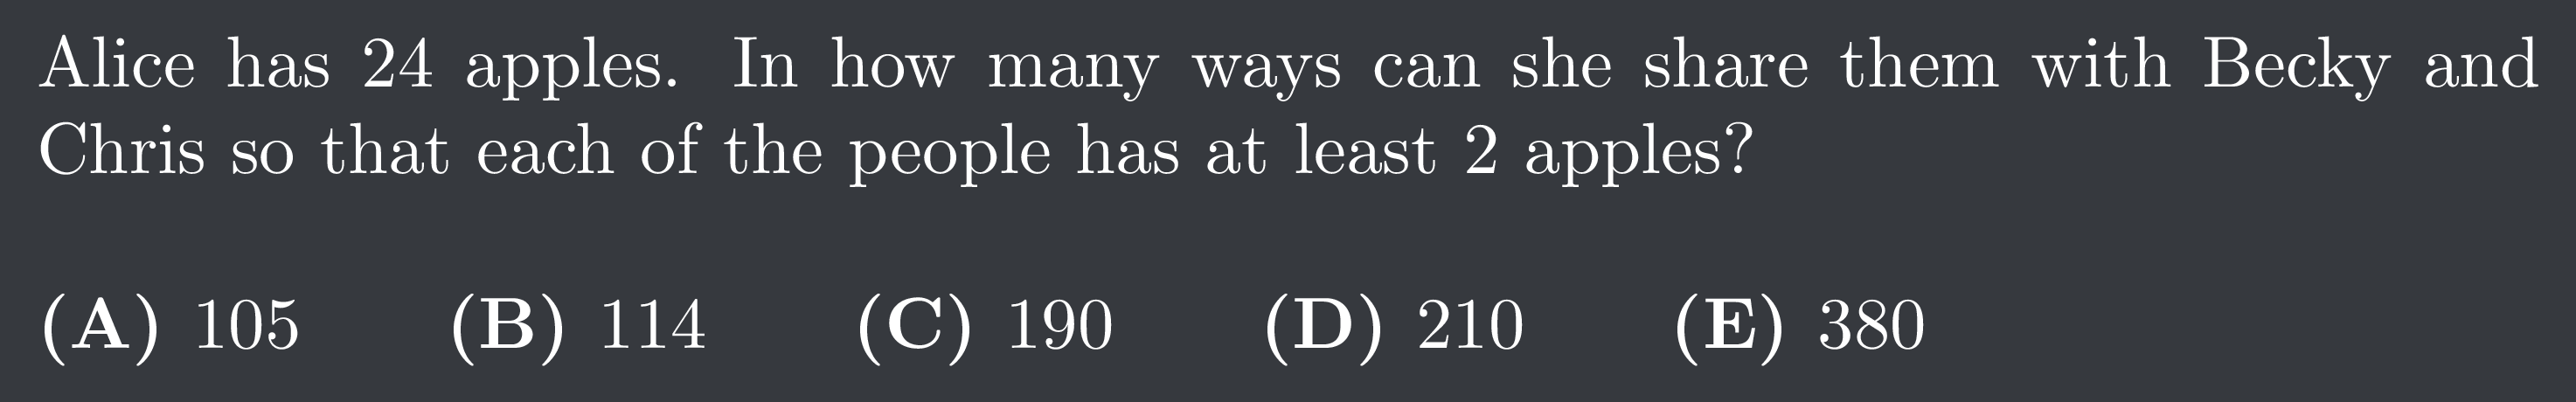 Alice has 24 apples. In how many ways can she share them with Becky and
Chris so that each of the people has at least 2 apples?
(A) 105 (B) 114 (C) 190 (D) 210 (E) 380